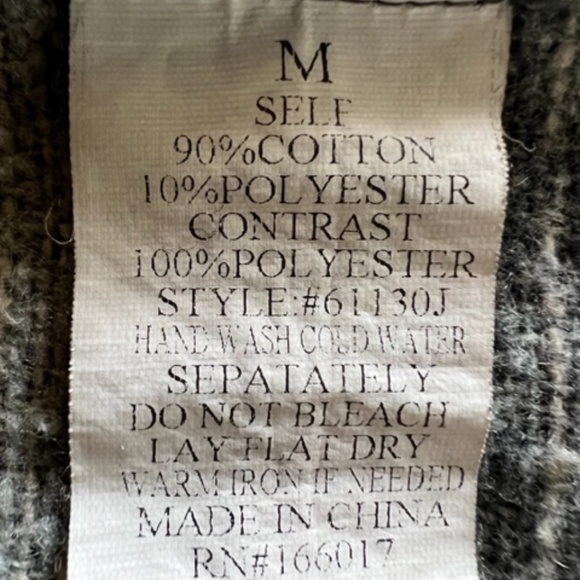 M
SELF
90%COTTON
10%POLYESTER
CONTRAST
100%POLYESTER
STYLE:#61130J
HAND WASH COLD WATER
SEPATATELY
DO NOT BLEACH
LAY FLAT DRY
WARM IRON IF NEEDED
MADE IN CHINA
RN#166017